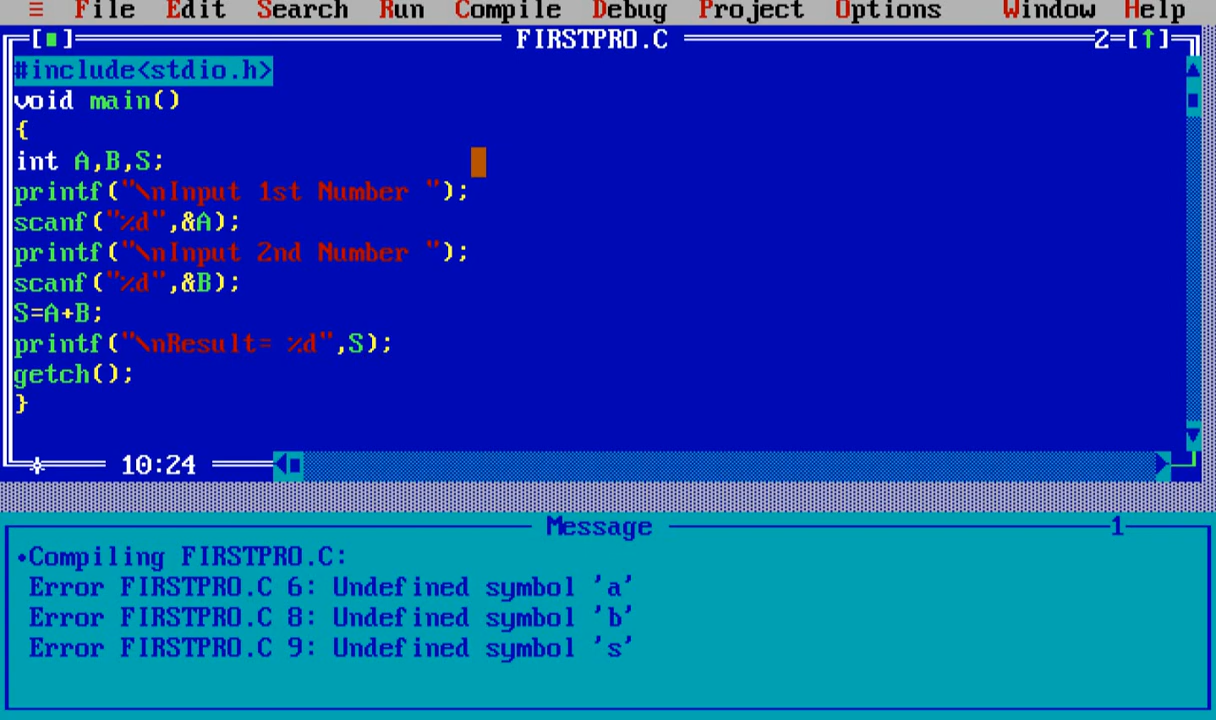 ≡ File Edit Search Run Compile Debug Project Options Window Help
[■] FIRSTPRO.C 2=[↑]
#include<stdio.h>
void main()
{
int A,B,S;
printf("\nInput 1st Number ");
scanf("%d",&A);
printf("\nInput 2nd Number ");
scanf("%d",&B);
S=A+B;
printf("\nResult= %d",S);
getch();
}
10:24
Message 1
•Compiling FIRSTPRO.C:
Error FIRSTPRO.C 6: Undefined symbol 'a'
Error FIRSTPRO.C 8: Undefined symbol 'b'
Error FIRSTPRO.C 9: Undefined symbol 's'